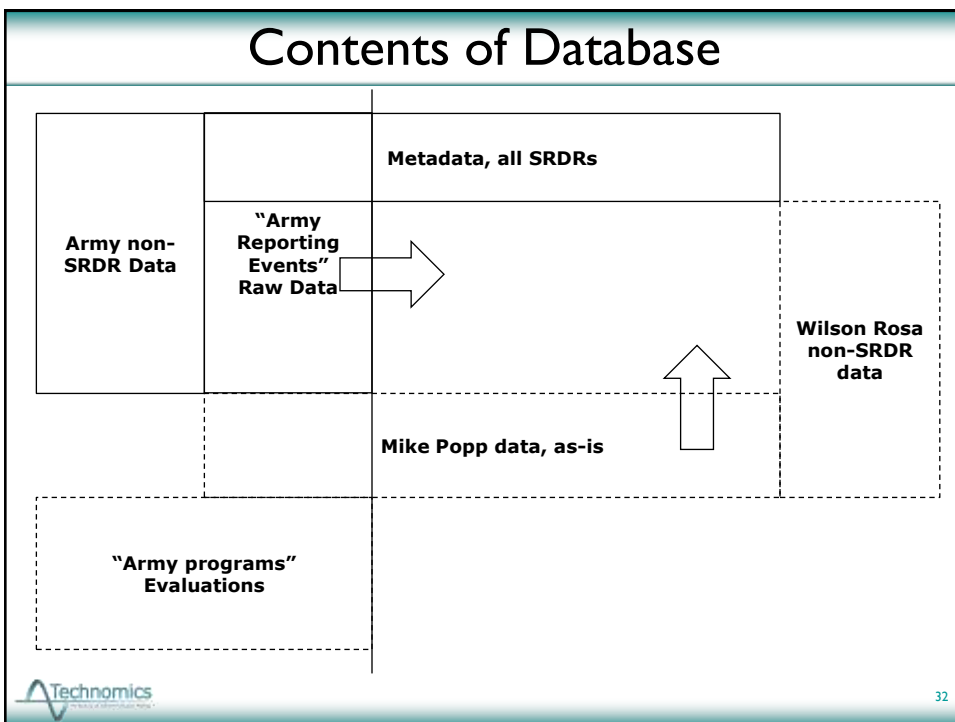 Contents of Database
Metadata, all SRDRs
Army non-
SRDR Data
“Army
Reporting
Events”
Raw Data
Wilson Rosa
non-SRDR
data
Mike Popp data, as-is
“Army programs”
Evaluations
Technomics
32